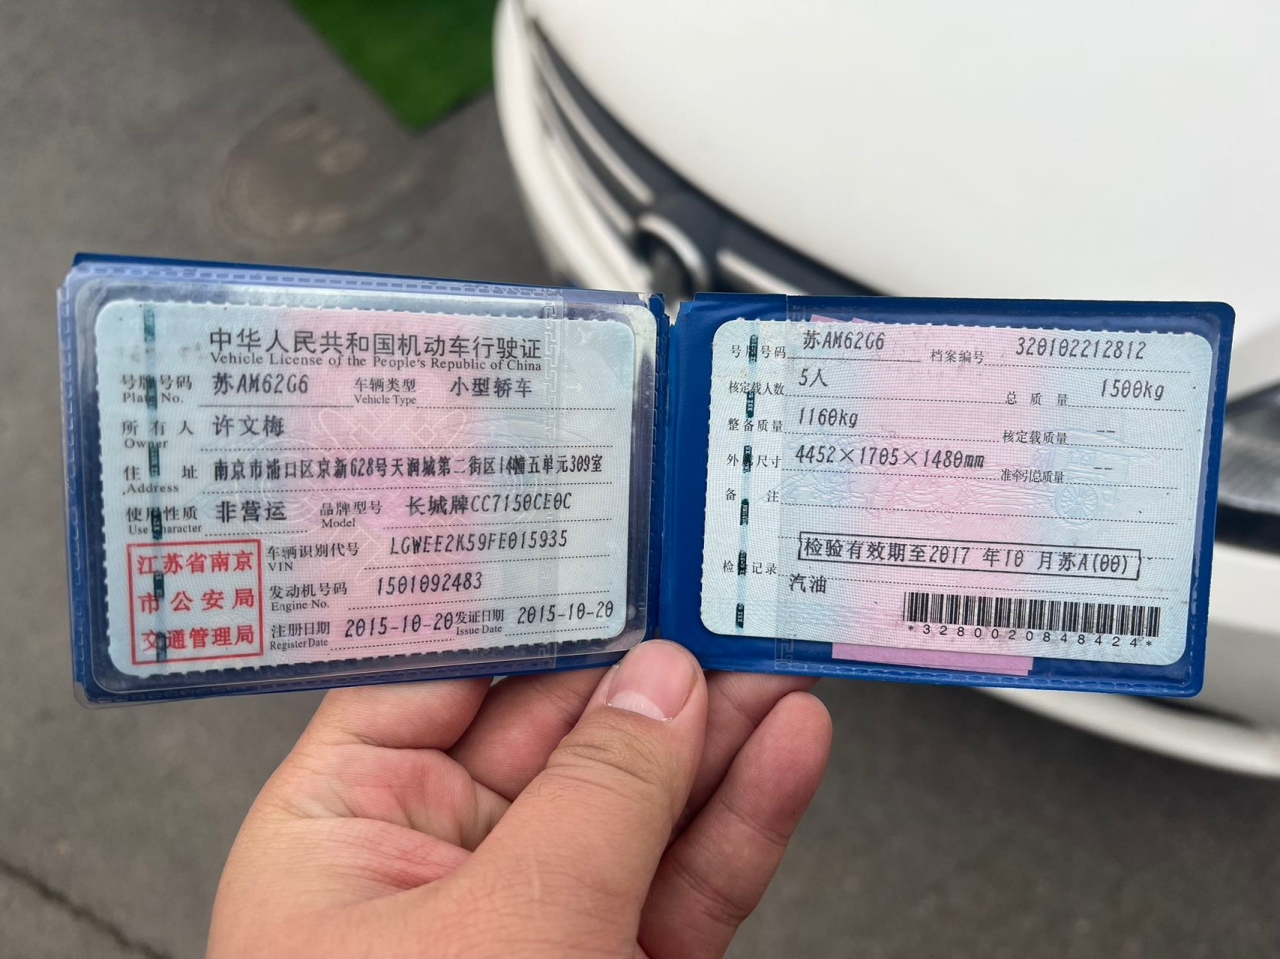 中华人民共和国机动车行驶证
Vehicle License of the People's Republic of China
号牌号码 苏AM62G6 车辆类型 小型轿车
Plate No. Vehicle Type
所有人 许文梅
Owner
住址 南京市浦口区京新628号天润城第二街区14幢五单元309室
Address
使用性质 非营运 品牌型号 长城牌CC7150CE0C
Use Character Model
江苏省南京
市公安局
交通管理局
车辆识别代号 LGWEE2K59FE015935
VIN
发动机号码 1501092483
Engine No.
注册日期 2015-10-20 发证日期 2015-10-20
Register Date Issue Date
号牌号码 苏AM62G6 档案编号 320102212812
核定载人数 5人 总质量 1500kg
整备质量 1160kg 核定载质量 --
外廓尺寸 4452×1705×1480mm 准牵引总质量 --
备注
检验有效期至2017年10月苏A(00)
检验记录
汽油
*3280020848424*